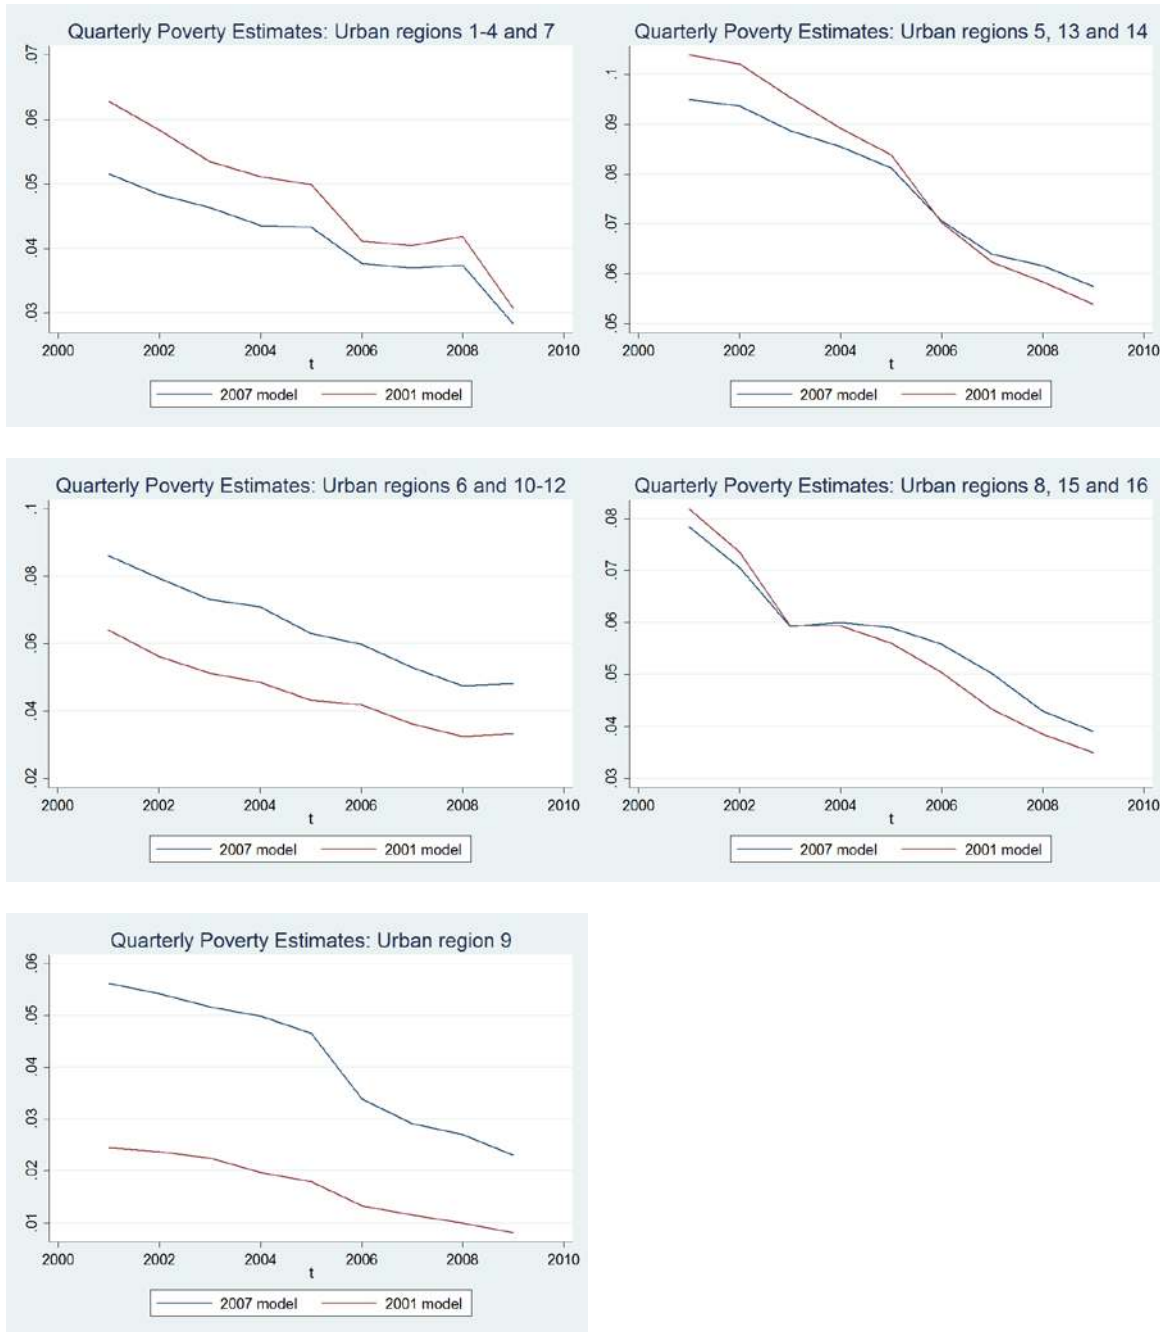 Quarterly Poverty Estimates: Urban regions 1-4 and 7
.07
.06
.05
.04
.03
2000 2002 2004 2006 2008 2010
t
2007 model 2001 model
Quarterly Poverty Estimates: Urban regions 5, 13 and 14
.1
.09
.08
.07
.06
.05
2000 2002 2004 2006 2008 2010
t
2007 model 2001 model
Quarterly Poverty Estimates: Urban regions 6 and 10-12
.1
.08
.06
.04
.02
2000 2002 2004 2006 2008 2010
t
2007 model 2001 model
Quarterly Poverty Estimates: Urban regions 8, 15 and 16
.08
.07
.06
.05
.04
.03
2000 2002 2004 2006 2008 2010
t
2007 model 2001 model
Quarterly Poverty Estimates: Urban region 9
.06
.05
.04
.03
.02
.01
2000 2002 2004 2006 2008 2010
t
2007 model 2001 model